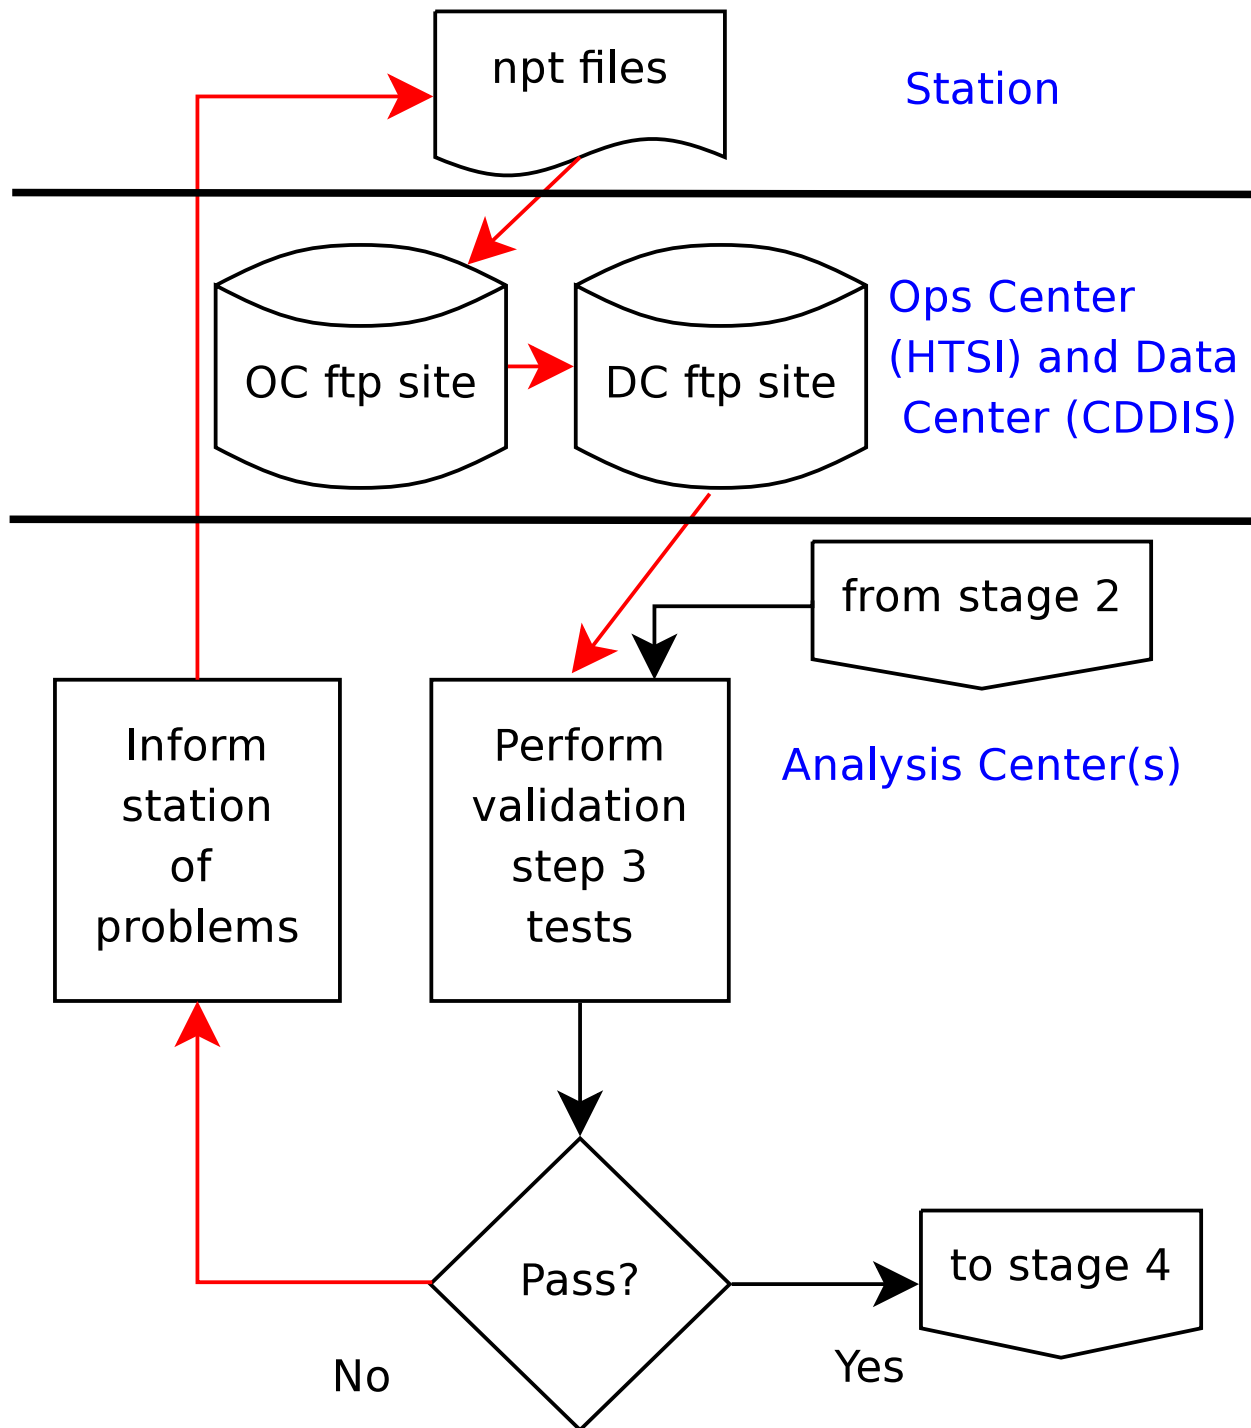 npt files
Station
Ops Center
(HTSI) and Data
Center (CDDIS)
OC ftp site
DC ftp site
from stage 2
Inform
station
of
problems
Perform
validation
step 3
tests
Analysis Center(s)
Pass?
to stage 4
No
Yes